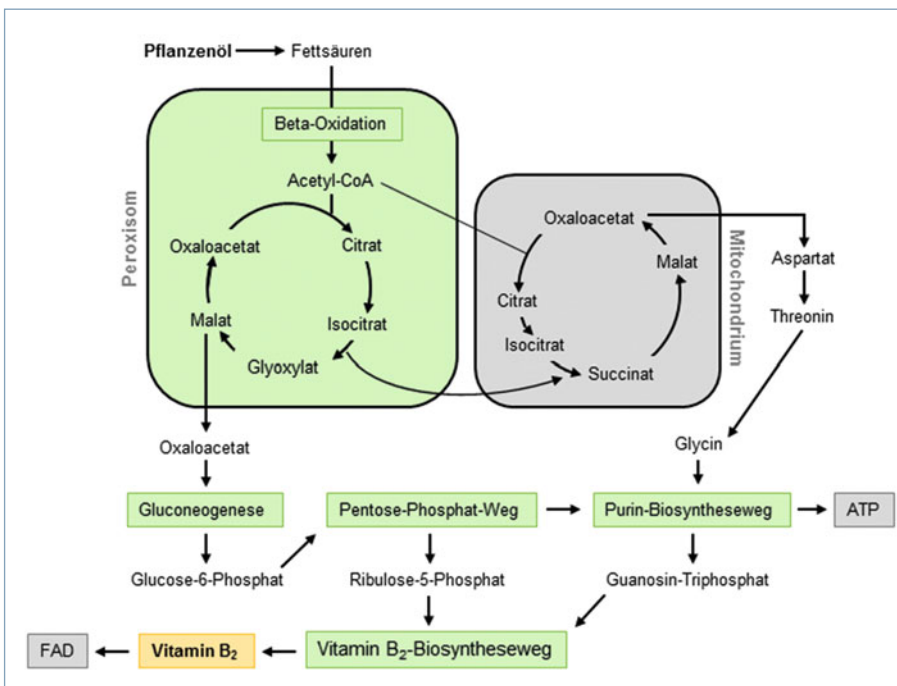 Pflanzenöl
Fettsäuren
Beta-Oxidation
Acetyl-CoA
Oxaloacetat
Citrat
Malat
Isocitrat
Glyoxylat
Peroxisom
Oxaloacetat
Malat
Citrat
Isocitrat
Succinat
Mitochondrium
Aspartat
Threonin
Glycin
Oxaloacetat
Gluconeogenese
Pentose-Phosphat-Weg
Purin-Biosyntheseweg
ATP
Glucose-6-Phosphat
Ribulose-5-Phosphat
Guanosin-Triphosphat
FAD
Vitamin B₂
Vitamin B₂-Biosyntheseweg